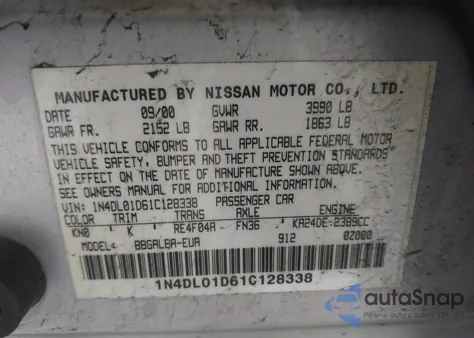 MANUFACTURED BY NISSAN MOTOR CO., LTD.
DATE 09/00 GVWR 3990 LB
GAWR FR. 2152 LB GAWR RR. 1863 LB
THIS VEHICLE CONFORMS TO ALL APPLICABLE FEDERAL MOTOR
VEHICLE SAFETY, BUMPER AND THEFT PREVENTION STANDARDS
IN EFFECT ON THE DATE OF MANUFACTURE SHOWN ABOVE.
SEE OWNERS MANUAL FOR ADDITIONAL INFORMATION.
VIN: 1N4DL01D61C128338 PASSENGER CAR
COLOR TRIM TRANS AXLE ENGINE
KN0 K RE4F04A FN36 KA24DE 2389CC
MODEL BBGALBA-EUA 912 0Z000
1N4DL01D61C128338
autoSnap